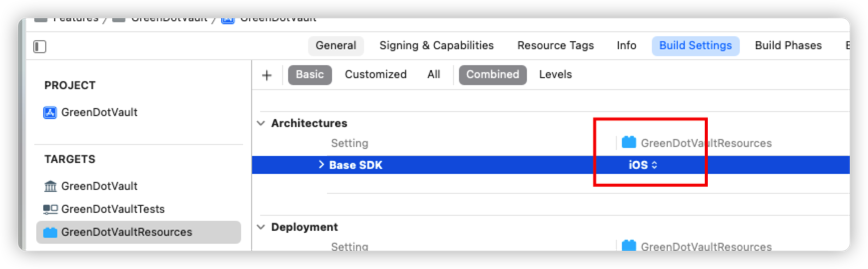 Features / GreenDotVault / GreenDotVault
General Signing & Capabilities Resource Tags Info Build Settings Build Phases
+ Basic Customized All Combined Levels
PROJECT
GreenDotVault
TARGETS
GreenDotVault
GreenDotVaultTests
GreenDotVaultResources
Architectures
Setting GreenDotVaultResources
Base SDK iOS
Deployment
Setting GreenDotVaultResources